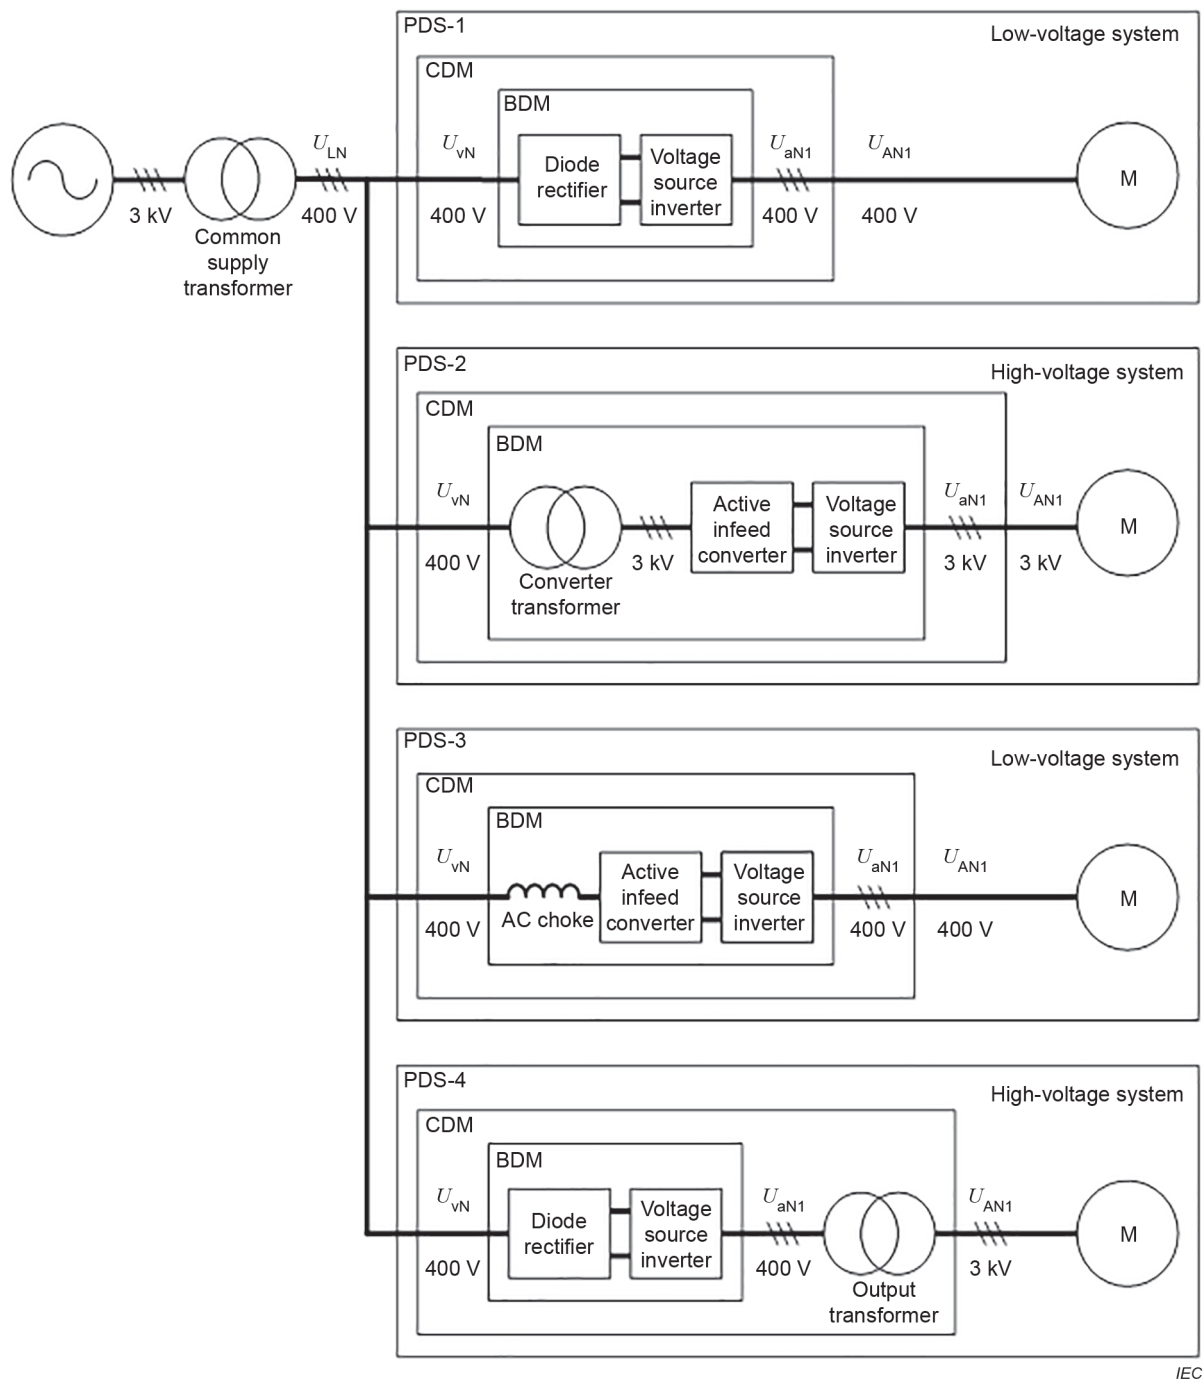 PDS-1
Low-voltage system
CDM
BDM
U_LN
U_vN
U_aN1
U_AN1
Diode
rectifier
Voltage
source
inverter
M
3 kV
400 V
400 V
400 V
400 V
Common
supply
transformer
PDS-2
High-voltage system
CDM
BDM
U_vN
U_aN1
U_AN1
Active
infeed
converter
Voltage
source
inverter
M
400 V
3 kV
3 kV
3 kV
Converter
transformer
PDS-3
Low-voltage system
CDM
BDM
U_vN
U_aN1
U_AN1
AC choke
Active
infeed
converter
Voltage
source
inverter
M
400 V
400 V
400 V
PDS-4
High-voltage system
CDM
BDM
U_vN
U_aN1
U_AN1
Diode
rectifier
Voltage
source
inverter
M
400 V
400 V
3 kV
Output
transformer
IEC